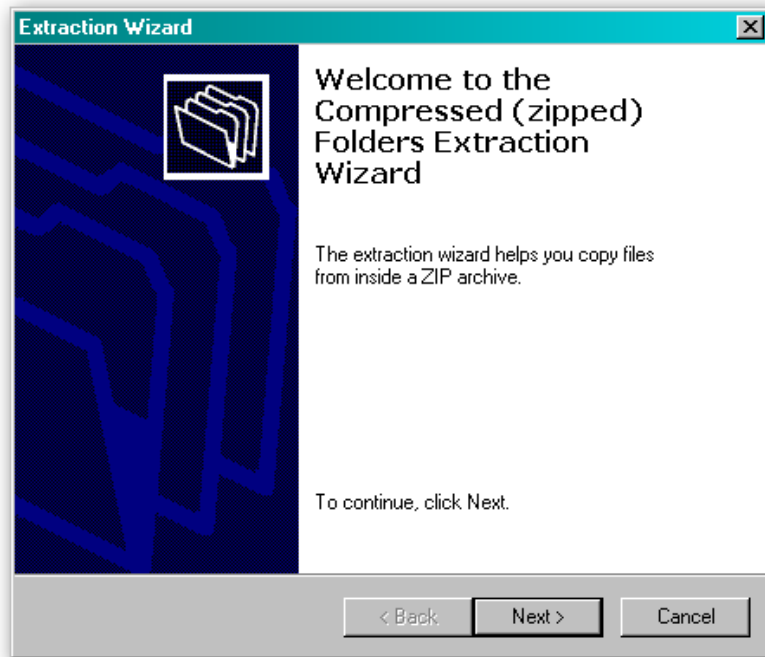 Extraction Wizard
Welcome to the
Compressed (zipped)
Folders Extraction
Wizard
The extraction wizard helps you copy files
from inside a ZIP archive.
To continue, click Next.
< Back
Next >
Cancel